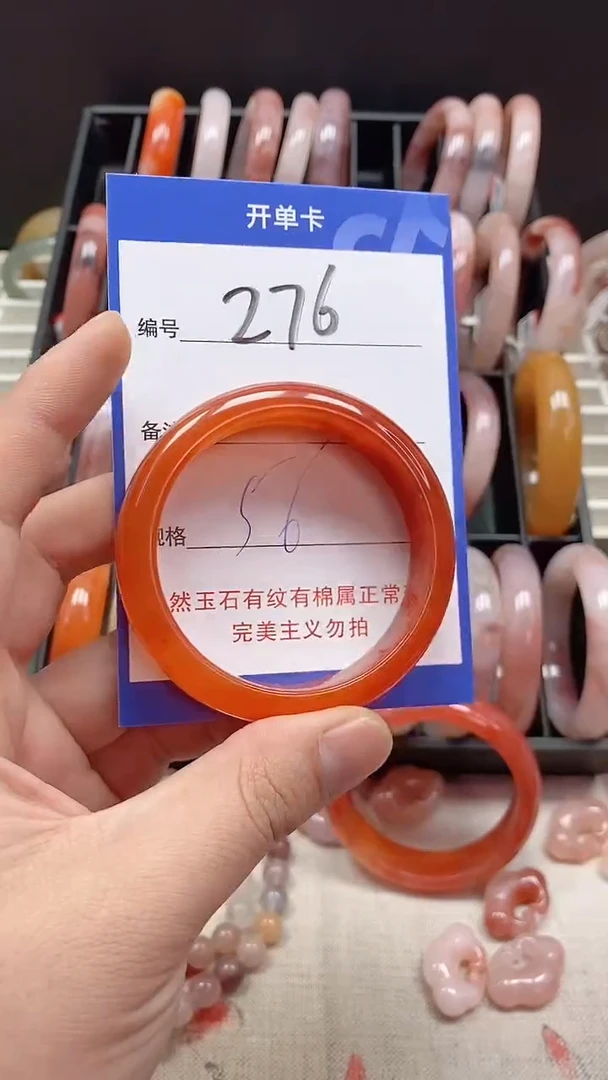 开单卡
编号 276
备
格 56
然玉石有纹有棉属正常
完美主义勿拍